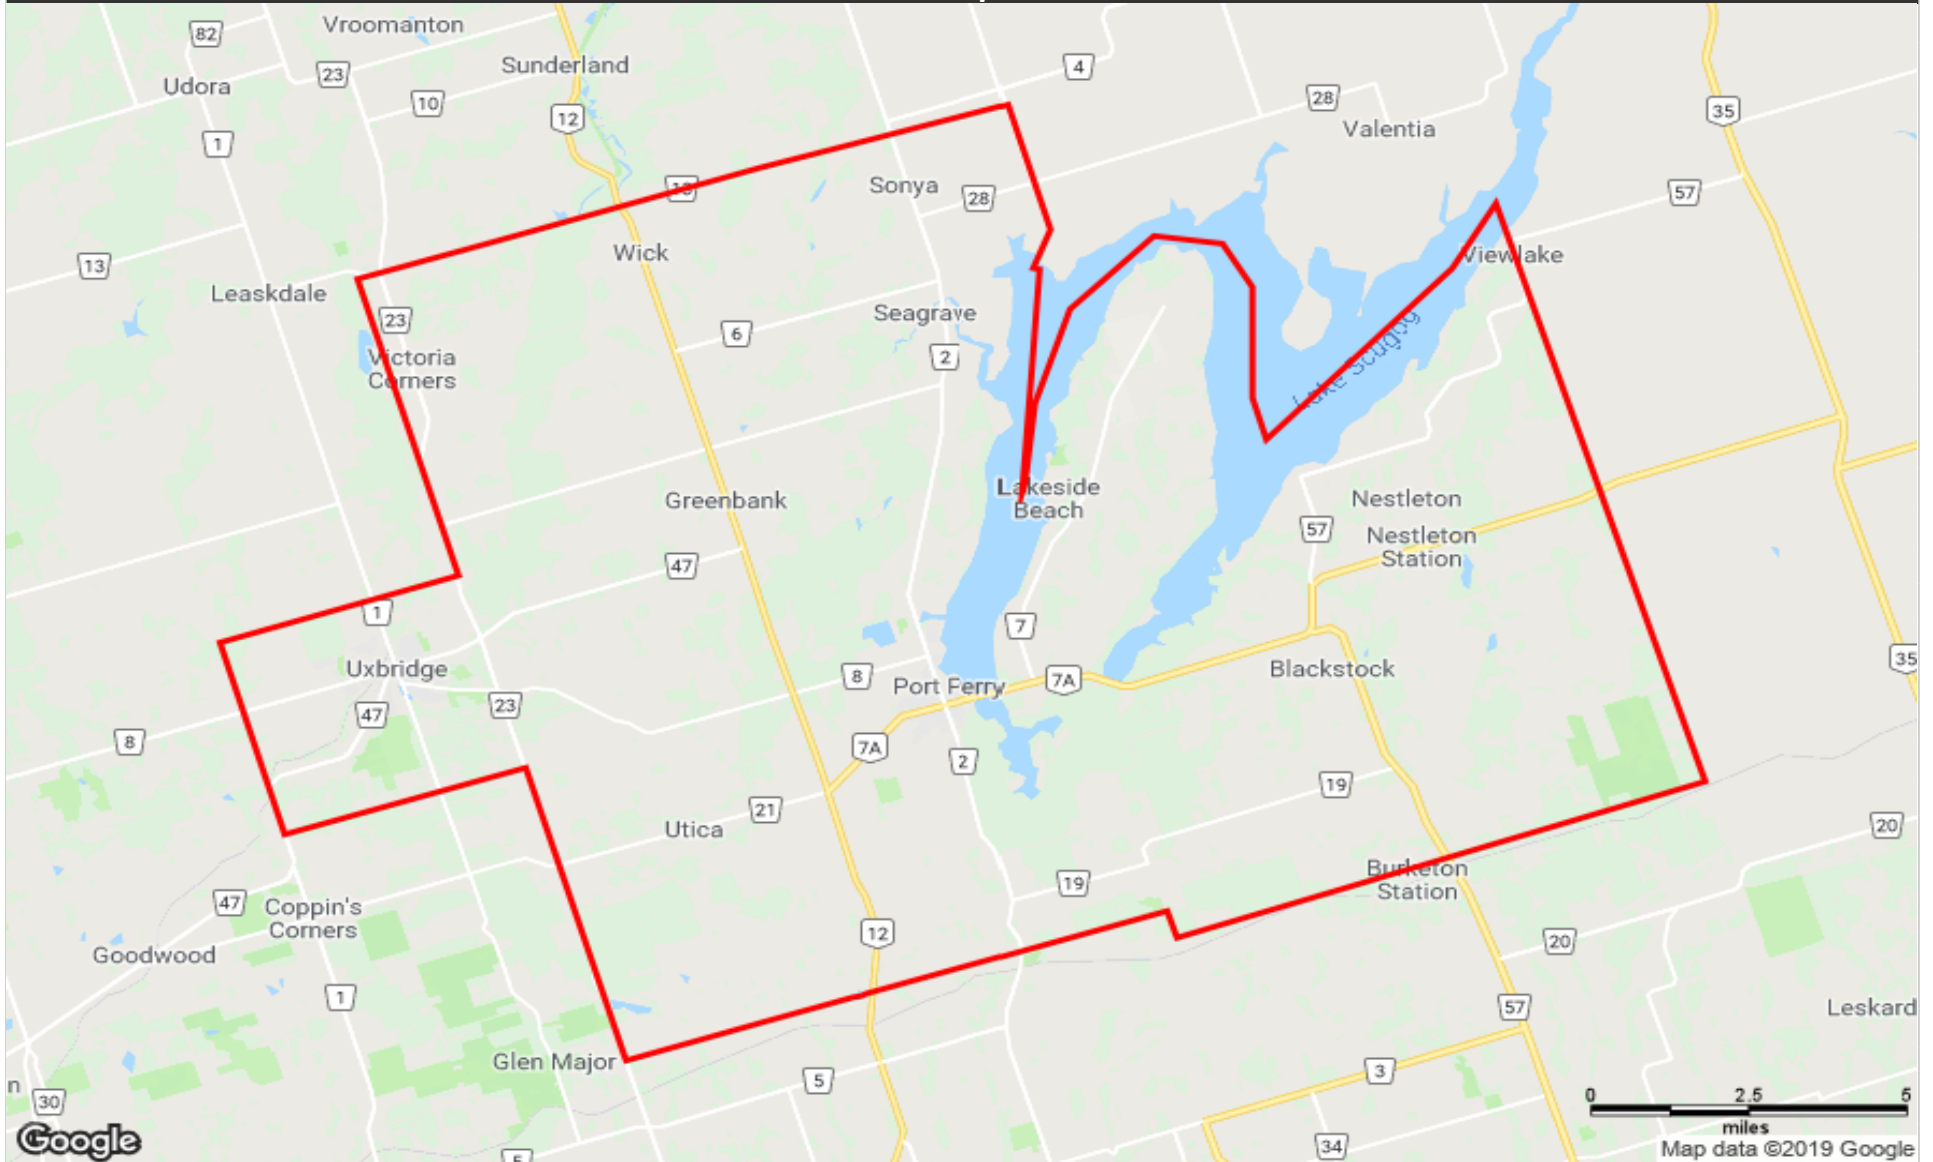 Vroomanton
82
Sunderland
4
23
Udora
28
10
35
12
Valentia
1
Sonya
57
28
Wick
Viewlake
13
Leaskdale
Seagrave
23
6
Victoria
Corners
2
Lake Scugog
Lakeside
Beach
Nestleton
Greenbank
57
Nestleton
Station
47
1
7
35
Uxbridge
Blackstock
8
7A
Port Ferry
23
47
8
7A
2
19
21
20
Utica
Burketon
Station
19
47
Coppin's
Corners
12
20
Goodwood
1
57
Leskard
Glen Major
3
5
n
30
0 2.5 5
miles
Google
34
Map data ©2019 Google
5